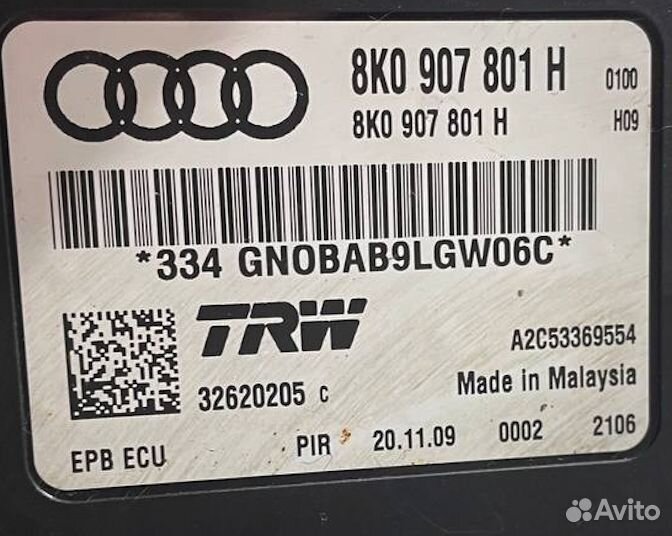 8K0 907 801 H 0100
8K0 907 801 H H09
*334 GN0BAB9LGW06C*
TRW
A2C53369554
32620205 C
Made in Malaysia
EPB ECU PIR 20.11.09 0002 2106
Avito